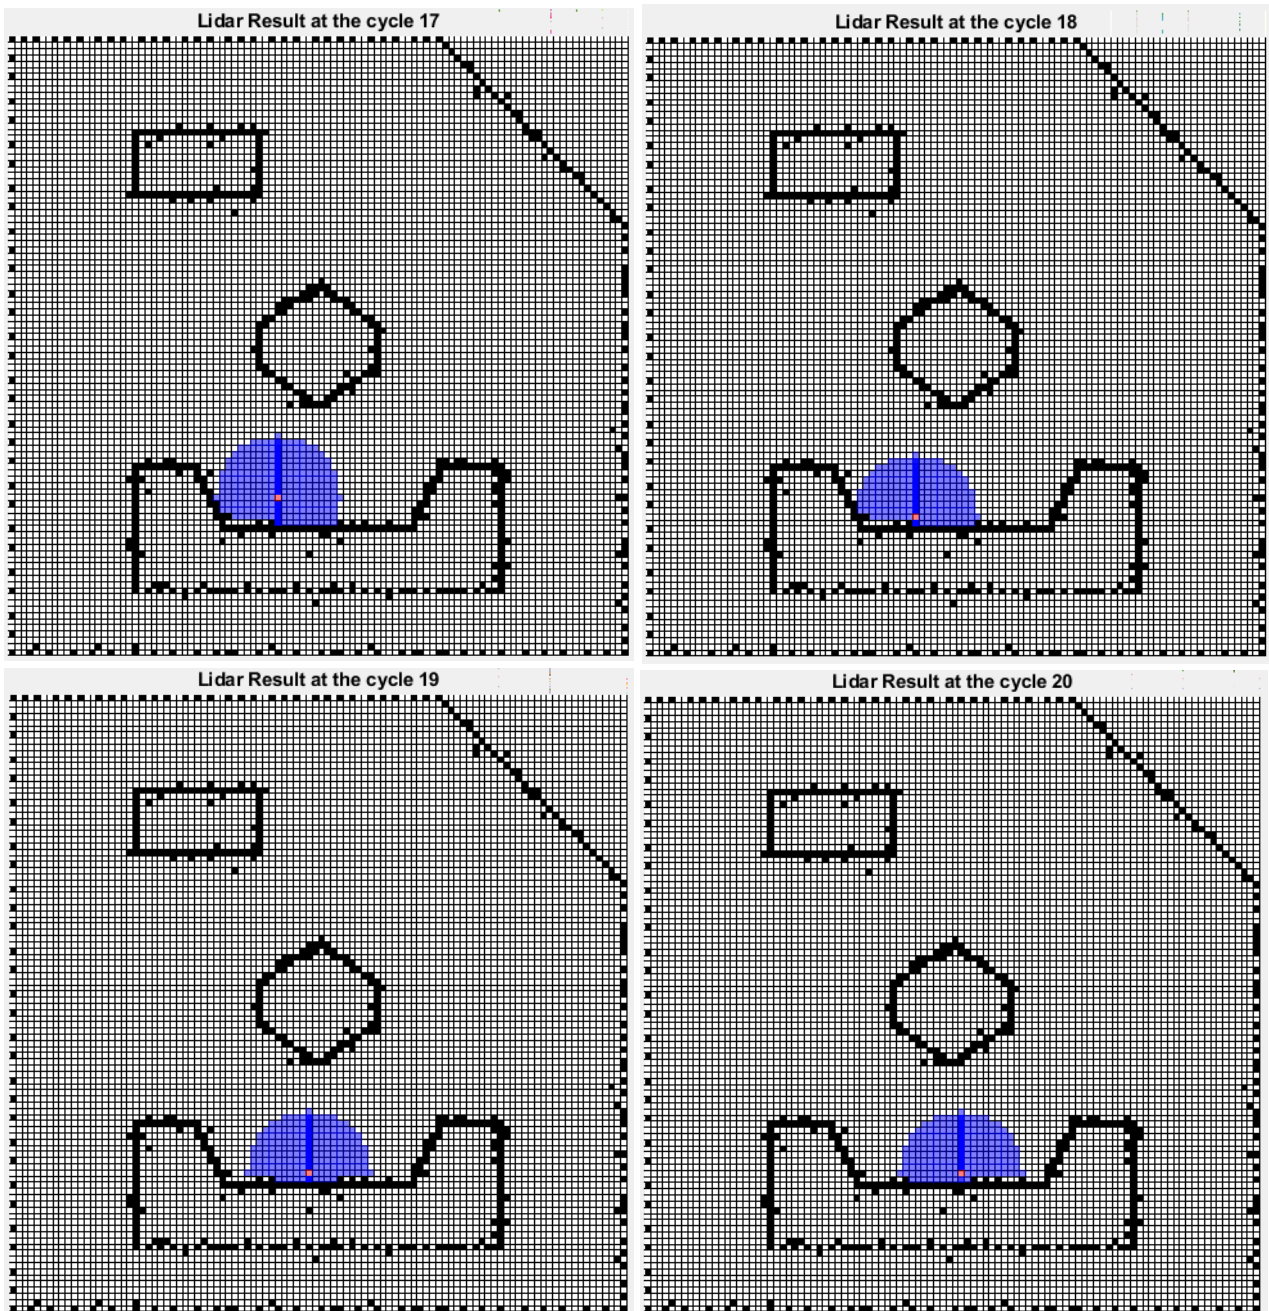 Lidar Result at the cycle 17
Lidar Result at the cycle 18
Lidar Result at the cycle 19
Lidar Result at the cycle 20